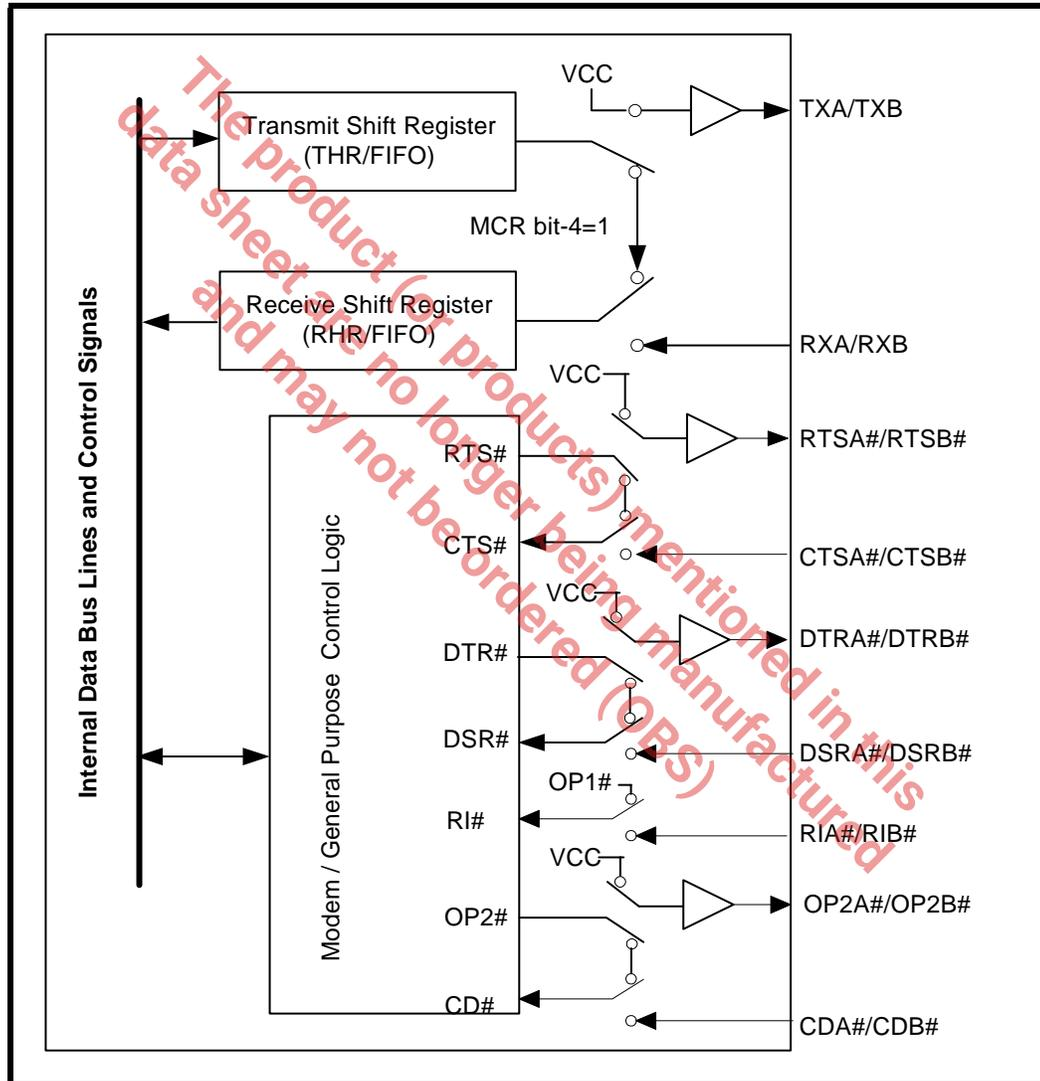 VCC
TXA/TXB
Transmit Shift Register
(THR/FIFO)
MCR bit-4=1
Receive Shift Register
(RHR/FIFO)
RXA/RXB
VCC
RTSA#/RTSB#
RTS#
CTS#
CTSA#/CTSB#
VCC
DTRA#/DTRB#
DTR#
DSR#
DSRA#/DSRB#
OP1#
RI#
RIA#/RIB#
VCC
OP2A#/OP2B#
OP2#
CD#
CDA#/CDB#
Internal Data Bus Lines and Control Signals
Modem / General Purpose Control Logic
The product (or products) mentioned in this
data sheet are no longer being manufactured
and may not be ordered (OBS)